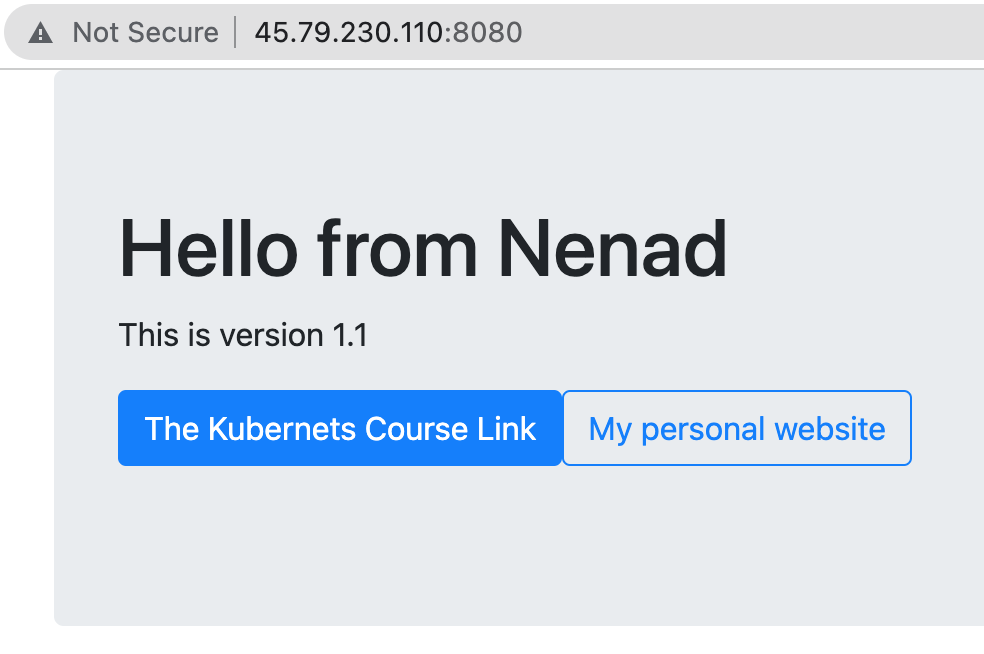 Not Secure 45.79.230.110:8080
Hello from Nenad
This is version 1.1
The Kubernets Course Link My personal website